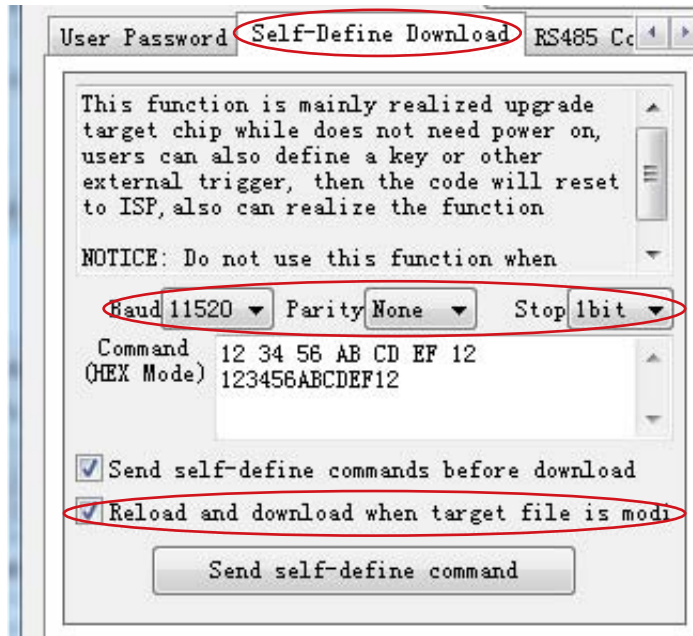 User Password Self-Define Download RS485 Co
This function is mainly realized upgrade
target chip while does not need power on,
users can also define a key or other
external trigger, then the code will reset
to ISP, also can realize the function
NOTICE: Do not use this function when
Baud 11520 Parity None Stop 1bit
Command
(HEX Mode)
12 34 56 AB CD EF 12
123456ABCDEF12
Send self-define commands before download
Reload and download when target file is modi
Send self-define command